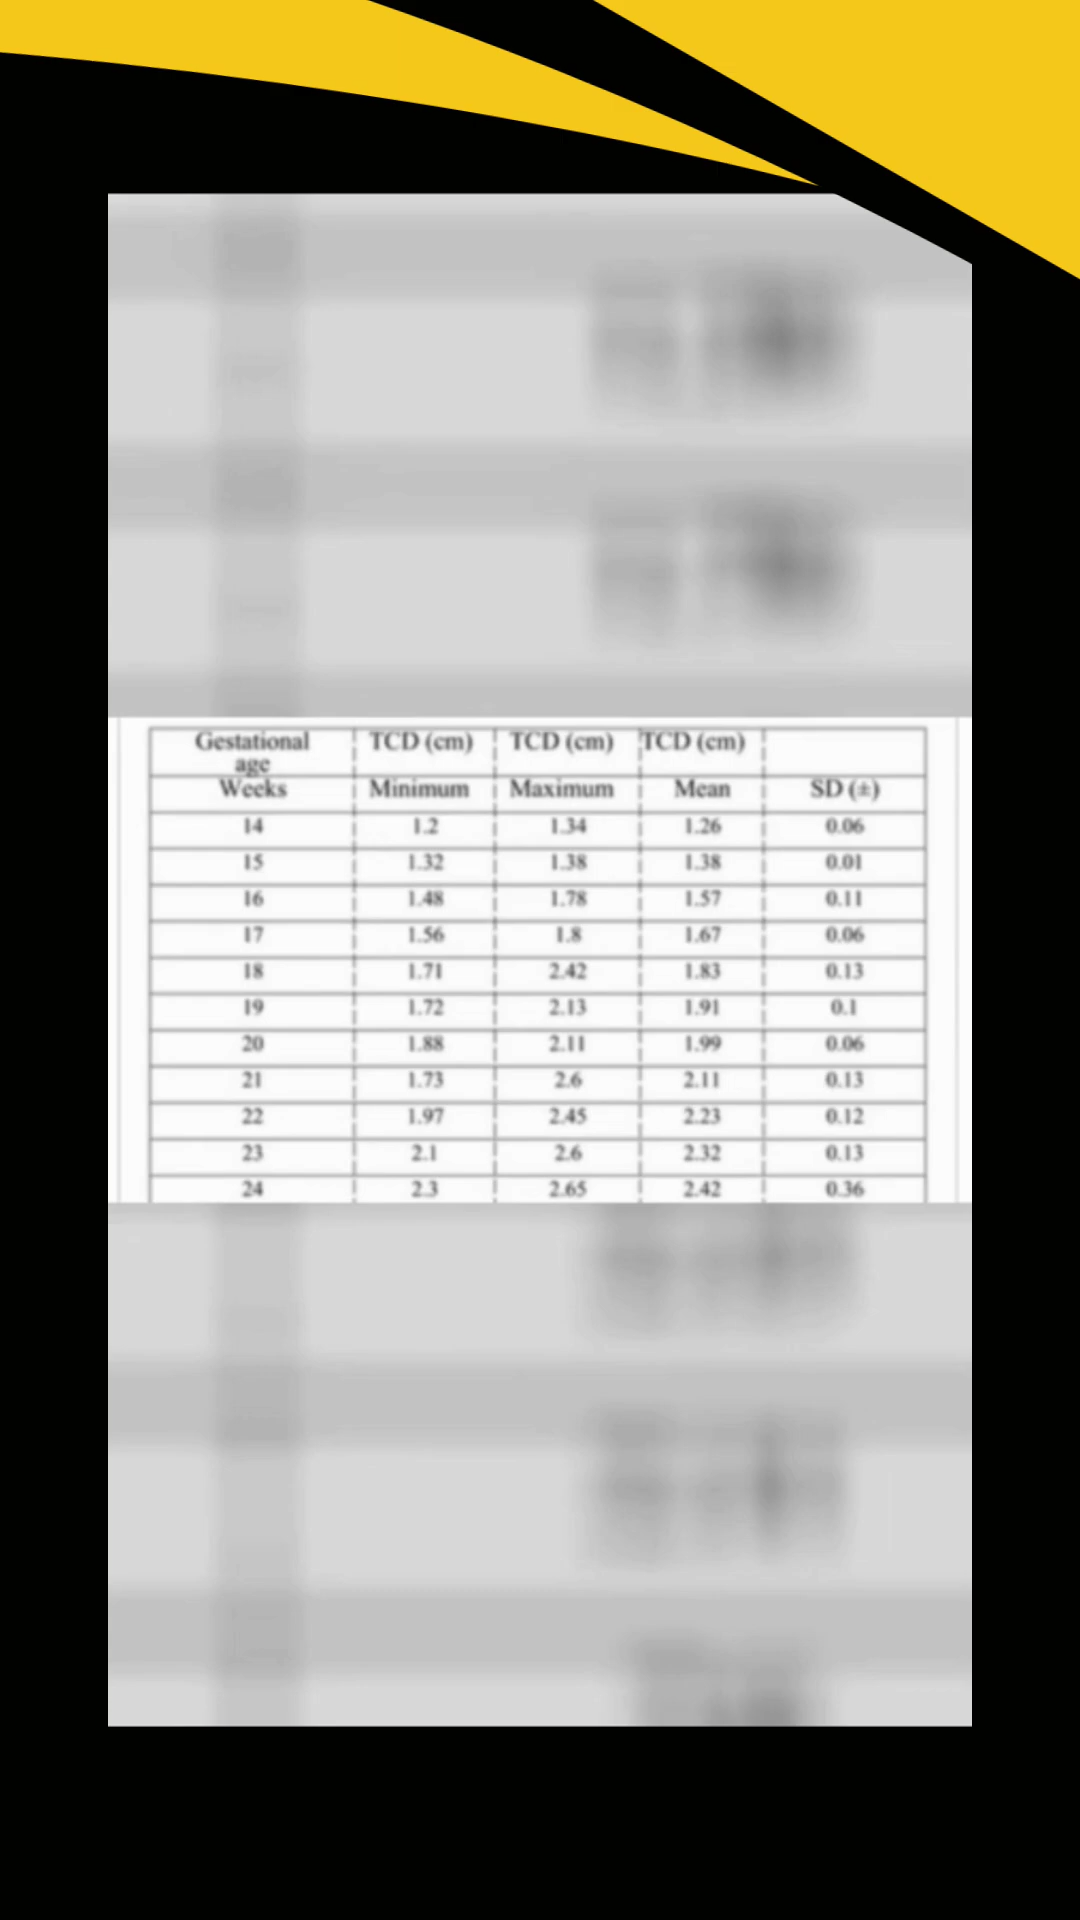 Gestational age TCD (cm) TCD (cm) TCD (cm)
Weeks Minimum Maximum Mean SD (±)
14 1.2 1.34 1.26 0.06
15 1.32 1.38 1.38 0.01
16 1.48 1.78 1.57 0.11
17 1.56 1.8 1.67 0.06
18 1.71 2.42 1.83 0.13
19 1.72 2.13 1.91 0.1
20 1.88 2.11 1.99 0.06
21 1.73 2.6 2.11 0.13
22 1.97 2.45 2.23 0.12
23 2.1 2.6 2.32 0.13
24 2.3 2.65 2.42 0.36